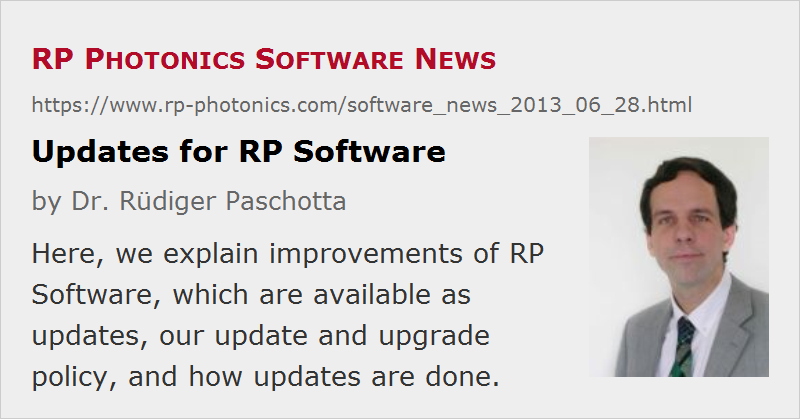 RP Photonics Software News
https://www.rp-photonics.com/software_news_2013_06_28.html
Updates for RP Software
by Dr. Rüdiger Paschotta
Here, we explain improvements of RP
Software, which are available as
updates, our update and upgrade
policy, and how updates are done.